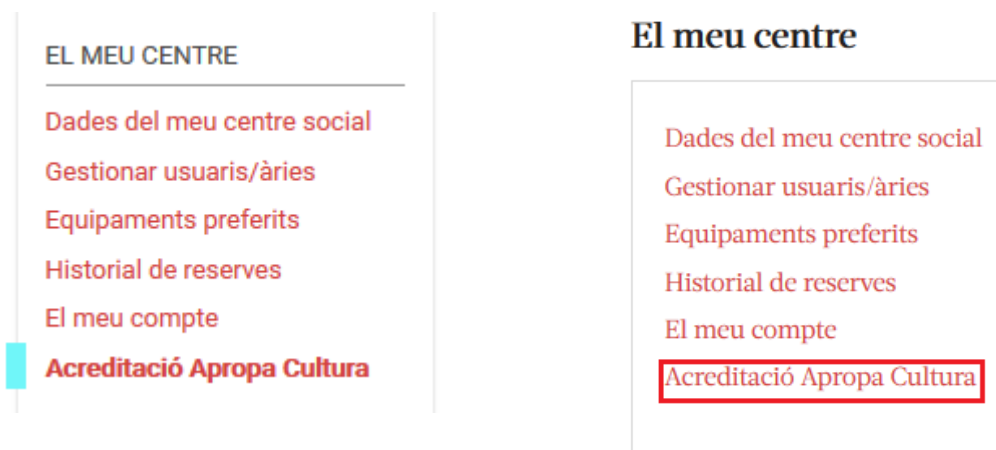 EL MEU CENTRE
Dades del meu centre social
Gestionar usuaris/àries
Equipaments preferits
Historial de reserves
El meu compte
Acreditació Apropa Cultura
El meu centre
Dades del meu centre social
Gestionar usuaris/àries
Equipaments preferits
Historial de reserves
El meu compte
Acreditació Apropa Cultura